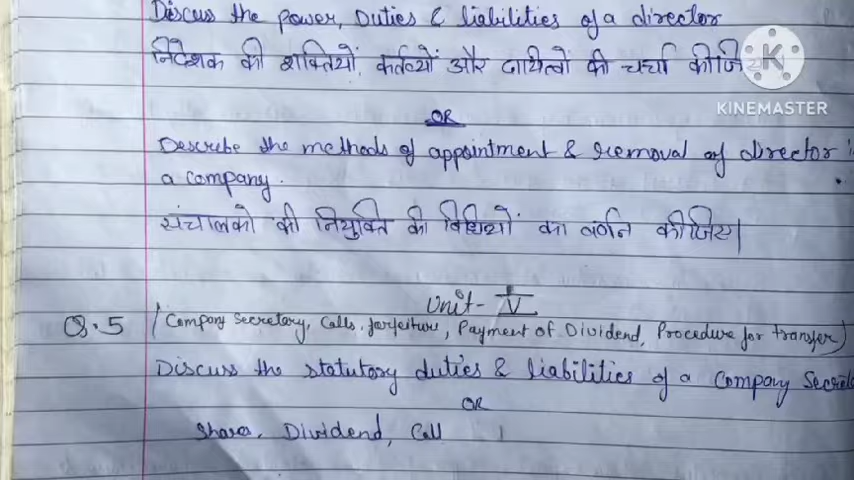 Discuss the power, Duties & liabilities of a director
निदेशक की शक्तियों, कर्तव्यों और दायित्वों की चर्चा कीजि
KINEMASTER
OR
Describe the methods of appointment & removal of director
a company.
संचालको की नियुक्ति की विधियों का वर्णन कीजिए|
Unit- V
Q.5 (Company Secretary, Calls, forfeiture, Payment of Dividend, Procedure for transfer)
Discuss the statutory duties & liabilities of a Company Secret
OR
Share, Dividend, Call